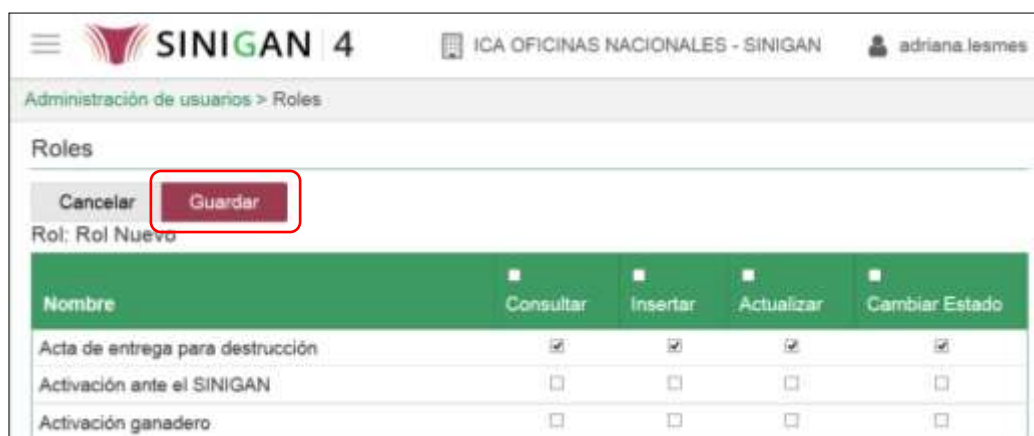 SINIGAN 4 ICA OFICINAS NACIONALES - SINIGAN adriana.lesmes
Administración de usuarios > Roles
Roles
Cancelar Guardar
Rol: Rol Nuevo
Nombre Consultar Insertar Actualizar Cambiar Estado
Acta de entrega para destrucción
Activación ante el SINIGAN
Activación ganadero